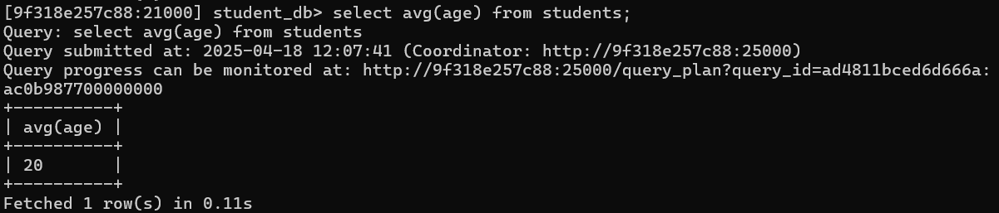 [9f318e257c88:21000] student_db> select avg(age) from students;
Query: select avg(age) from students
Query submitted at: 2025-04-18 12:07:41 (Coordinator: http://9f318e257c88:25000)
Query progress can be monitored at: http://9f318e257c88:25000/query_plan?query_id=ad4811bced6d666a:
ac0b987700000000
+----------+
| avg(age) |
+----------+
| 20       |
+----------+
Fetched 1 row(s) in 0.11s